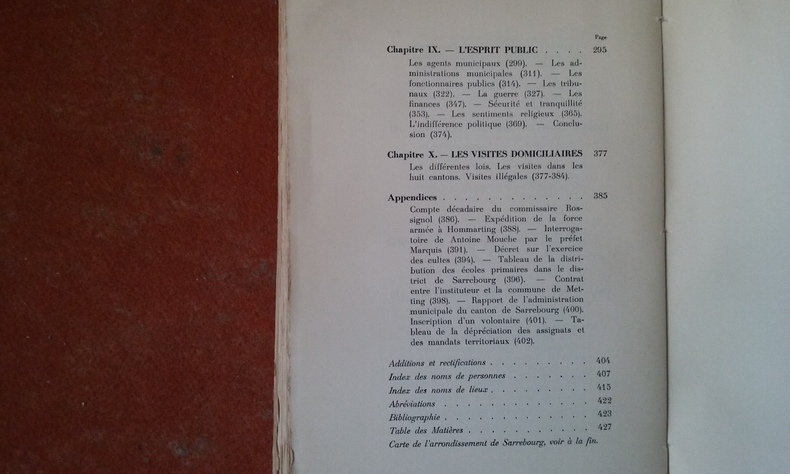 Page
Chapitre IX. — L'ESPRIT PUBLIC . . . . 295
Les agents municipaux (299). — Les ad-
ministrations municipales (311). — Les
fonctionnaires publics (314). — Les tribu-
naux (322). — La guerre (327). — Les
finances (347). — Sécurité et tranquillité
(353). — Les sentiments religieux (365).
L'indifférence politique (369). — Conclu-
sion (374).
Chapitre X. — LES VISITES DOMICILIAIRES 377
Les différentes lois. Les visites dans les
huit cantons. Visites illégales (377-384).
Appendices . . . . . . . . . . . . . 385
Compte décadaire du commissaire Ros-
signol (386). — Expédition de la force
armée à Hommarting (388). — Interroga-
toire de Antoine Mouche par le préfet
Marquis (391). — Décret sur l'exercice
des cultes (394). — Tableau de la distri-
bution des écoles primaires dans le dis-
trict de Sarrebourg (396). — Contrat
entre l'instituteur et la commune de Met-
ting (398). — Rapport de l'administration
municipale du canton de Sarrebourg (400).
Inscription d'un volontaire (401). — Ta-
bleau de la dépréciation des assignats et
des mandats territoriaux (402).
Additions et rectifications . . . . . . . . . 404
Index des noms de personnes . . . . . . . 407
Index des noms de lieux . . . . . . . . . 415
Abréviations . . . . . . . . . . . . . 422
Bibliographie . . . . . . . . . . . . . 423
Table des Matières . . . . . . . . . . . 427
Carte de l'arrondissement de Sarrebourg, voir à la fin.